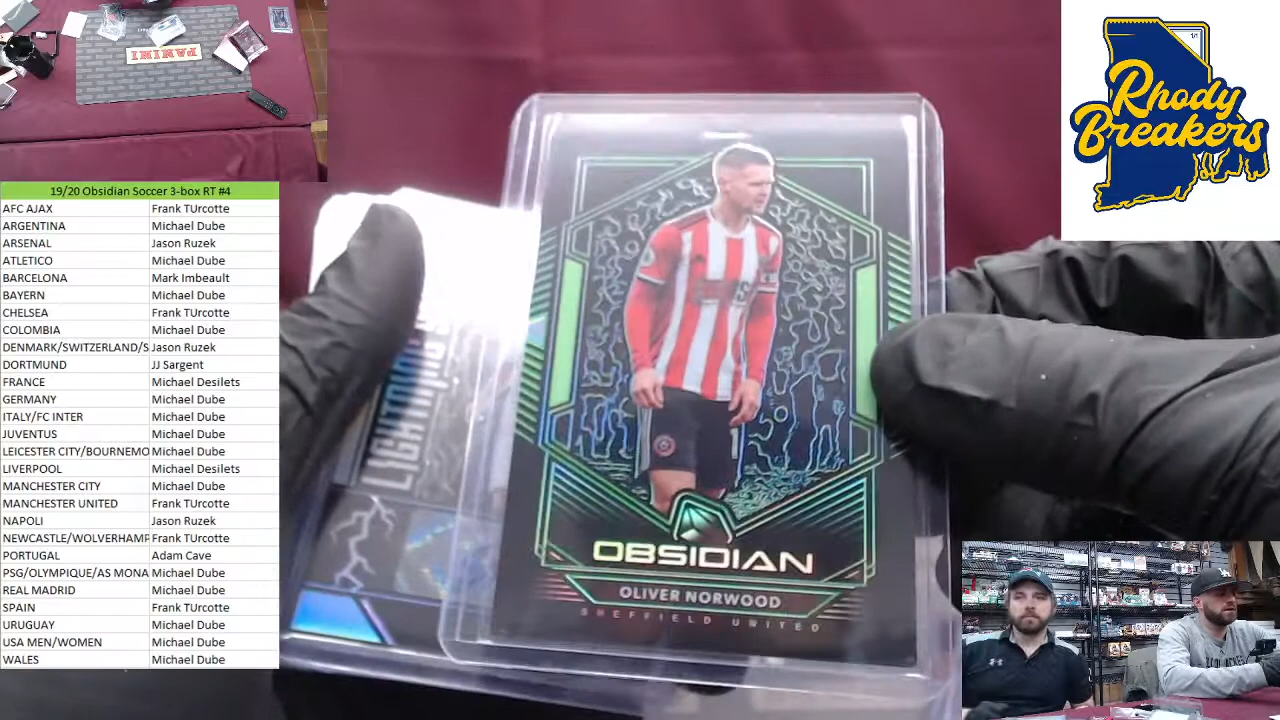 PANINI
Rhody
Breakers
19/20 Obsidian Soccer 3-box RT #4
AFC AJAX Frank TUrcotte
ARGENTINA Michael Dube
ARSENAL Jason Ruzek
ATLETICO Michael Dube
BARCELONA Mark Imbeault
BAYERN Michael Dube
CHELSEA Frank TUrcotte
COLOMBIA Michael Dube
DENMARK/SWITZERLAND/S Jason Ruzek
DORTMUND JJ Sargent
FRANCE Michael Desilets
GERMANY Michael Dube
ITALY/FC INTER Michael Dube
JUVENTUS Michael Dube
LEICESTER CITY/BOURNEMO Michael Dube
LIVERPOOL Michael Desilets
MANCHESTER CITY Michael Dube
MANCHESTER UNITED Frank TUrcotte
NAPOLI Jason Ruzek
NEWCASTLE/WOLVERHAMP Frank TUrcotte
PORTUGAL Adam Cave
PSG/OLYMPIQUE/AS MONA Michael Dube
REAL MADRID Michael Dube
SPAIN Frank TUrcotte
URUGUAY Michael Dube
USA MEN/WOMEN Michael Dube
WALES Michael Dube
OBSIDIAN
OLIVER NORWOOD
SHEFFIELD UNITED